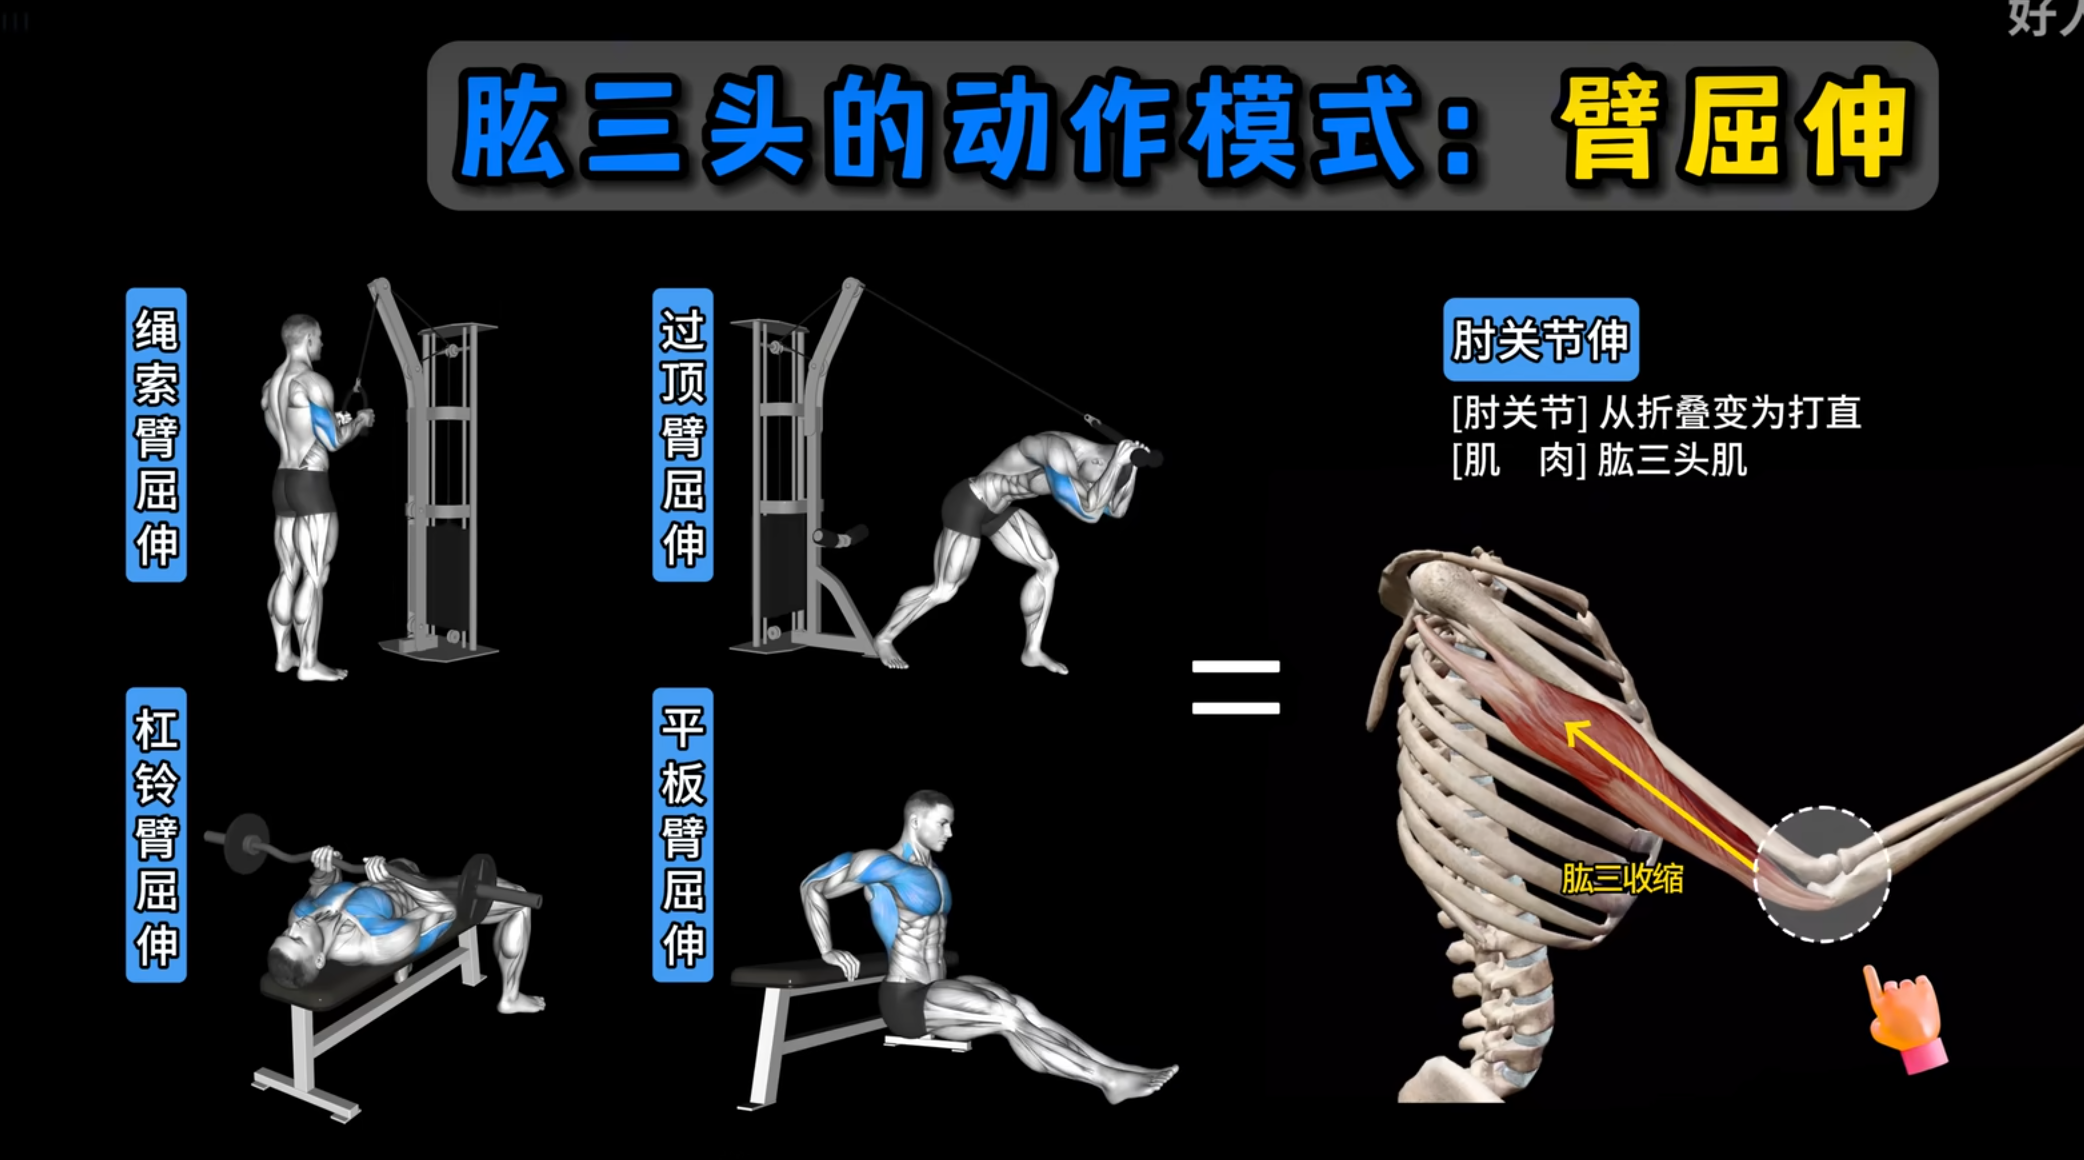 好人
肱三头的动作模式：臂屈伸
绳索臂屈伸
过顶臂屈伸
肘关节伸
[肘关节] 从折叠变为打直
[肌　肉] 肱三头肌
杠铃臂屈伸
平板臂屈伸
肱三收缩